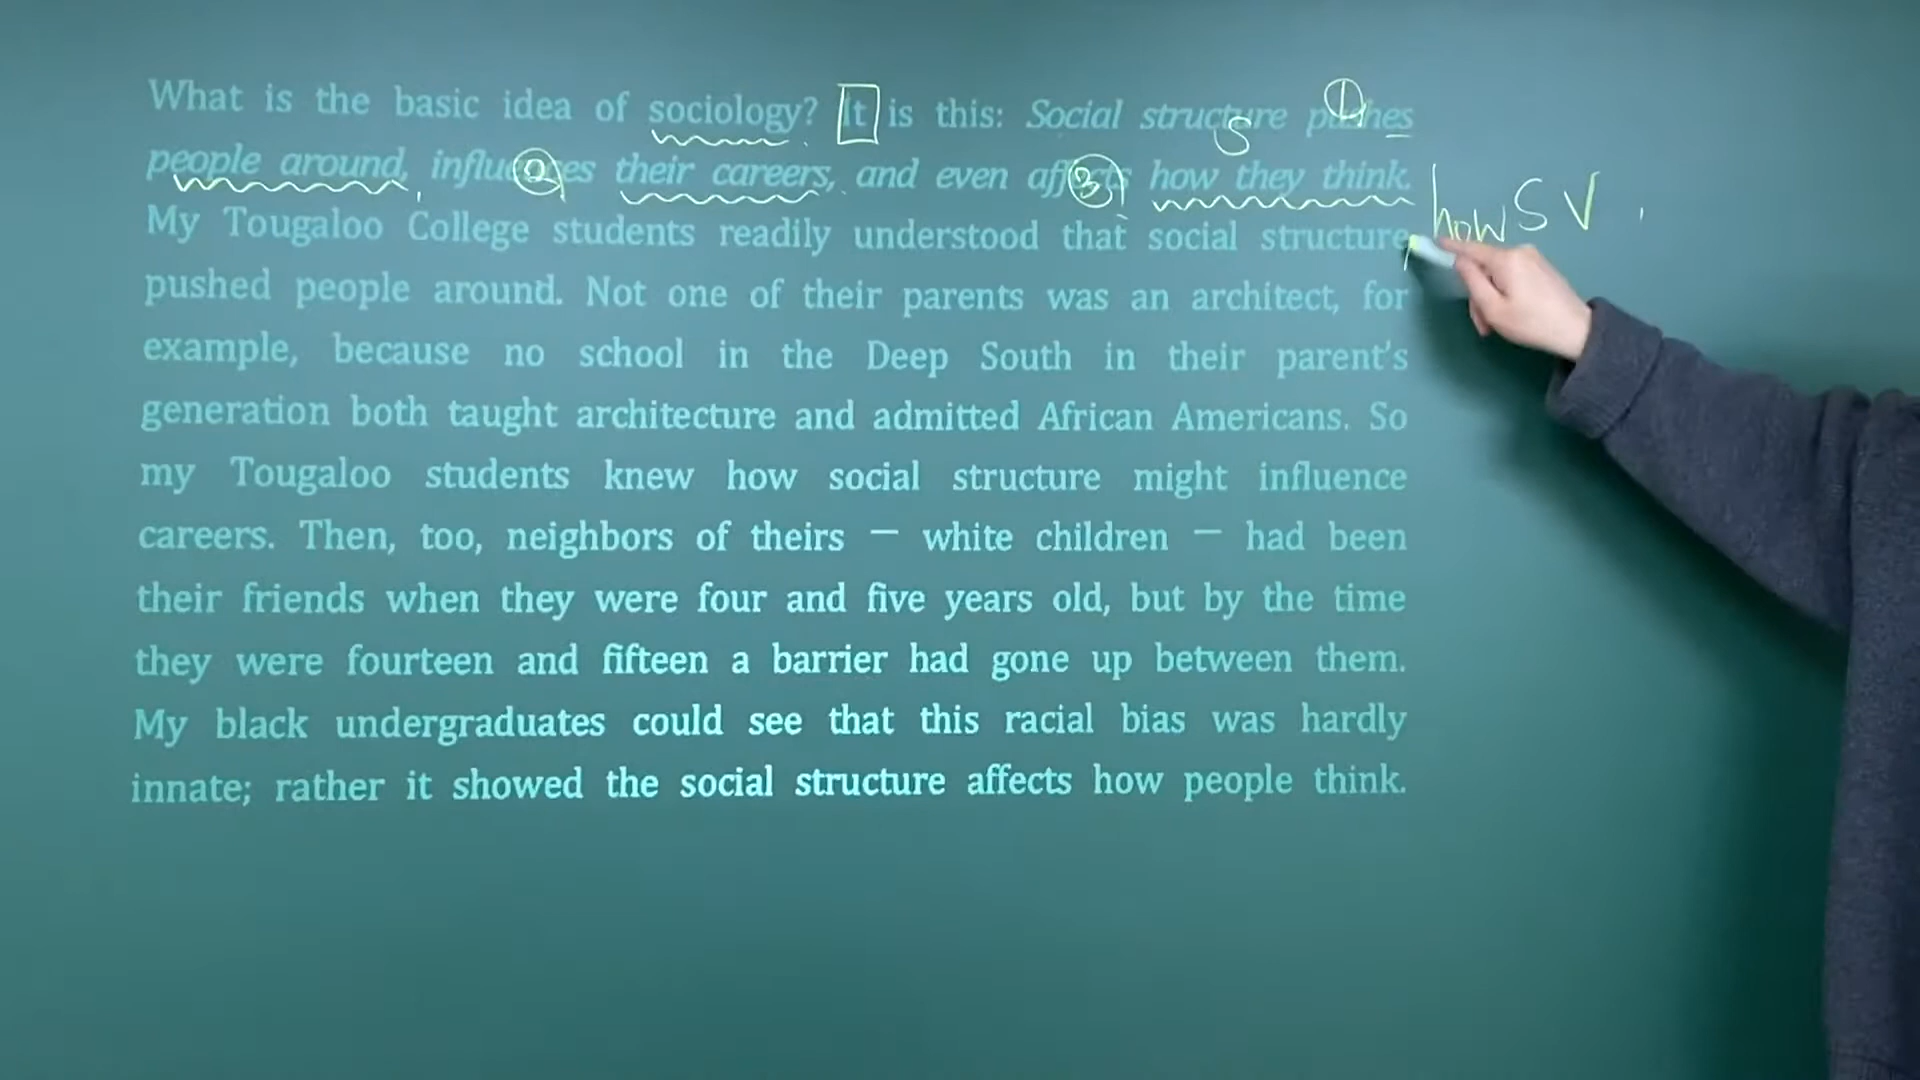 What is the basic idea of sociology? It is this: Social structure pushes
people around, influences their careers, and even affects how they think.
how S V
My Tougaloo College students readily understood that social structure
pushed people around. Not one of their parents was an architect, for
example, because no school in the Deep South in their parent's
generation both taught architecture and admitted African Americans. So
my Tougaloo students knew how social structure might influence
careers. Then, too, neighbors of theirs — white children — had been
their friends when they were four and five years old, but by the time
they were fourteen and fifteen a barrier had gone up between them.
My black undergraduates could see that this racial bias was hardly
innate; rather it showed the social structure affects how people think.
S
①
②
③